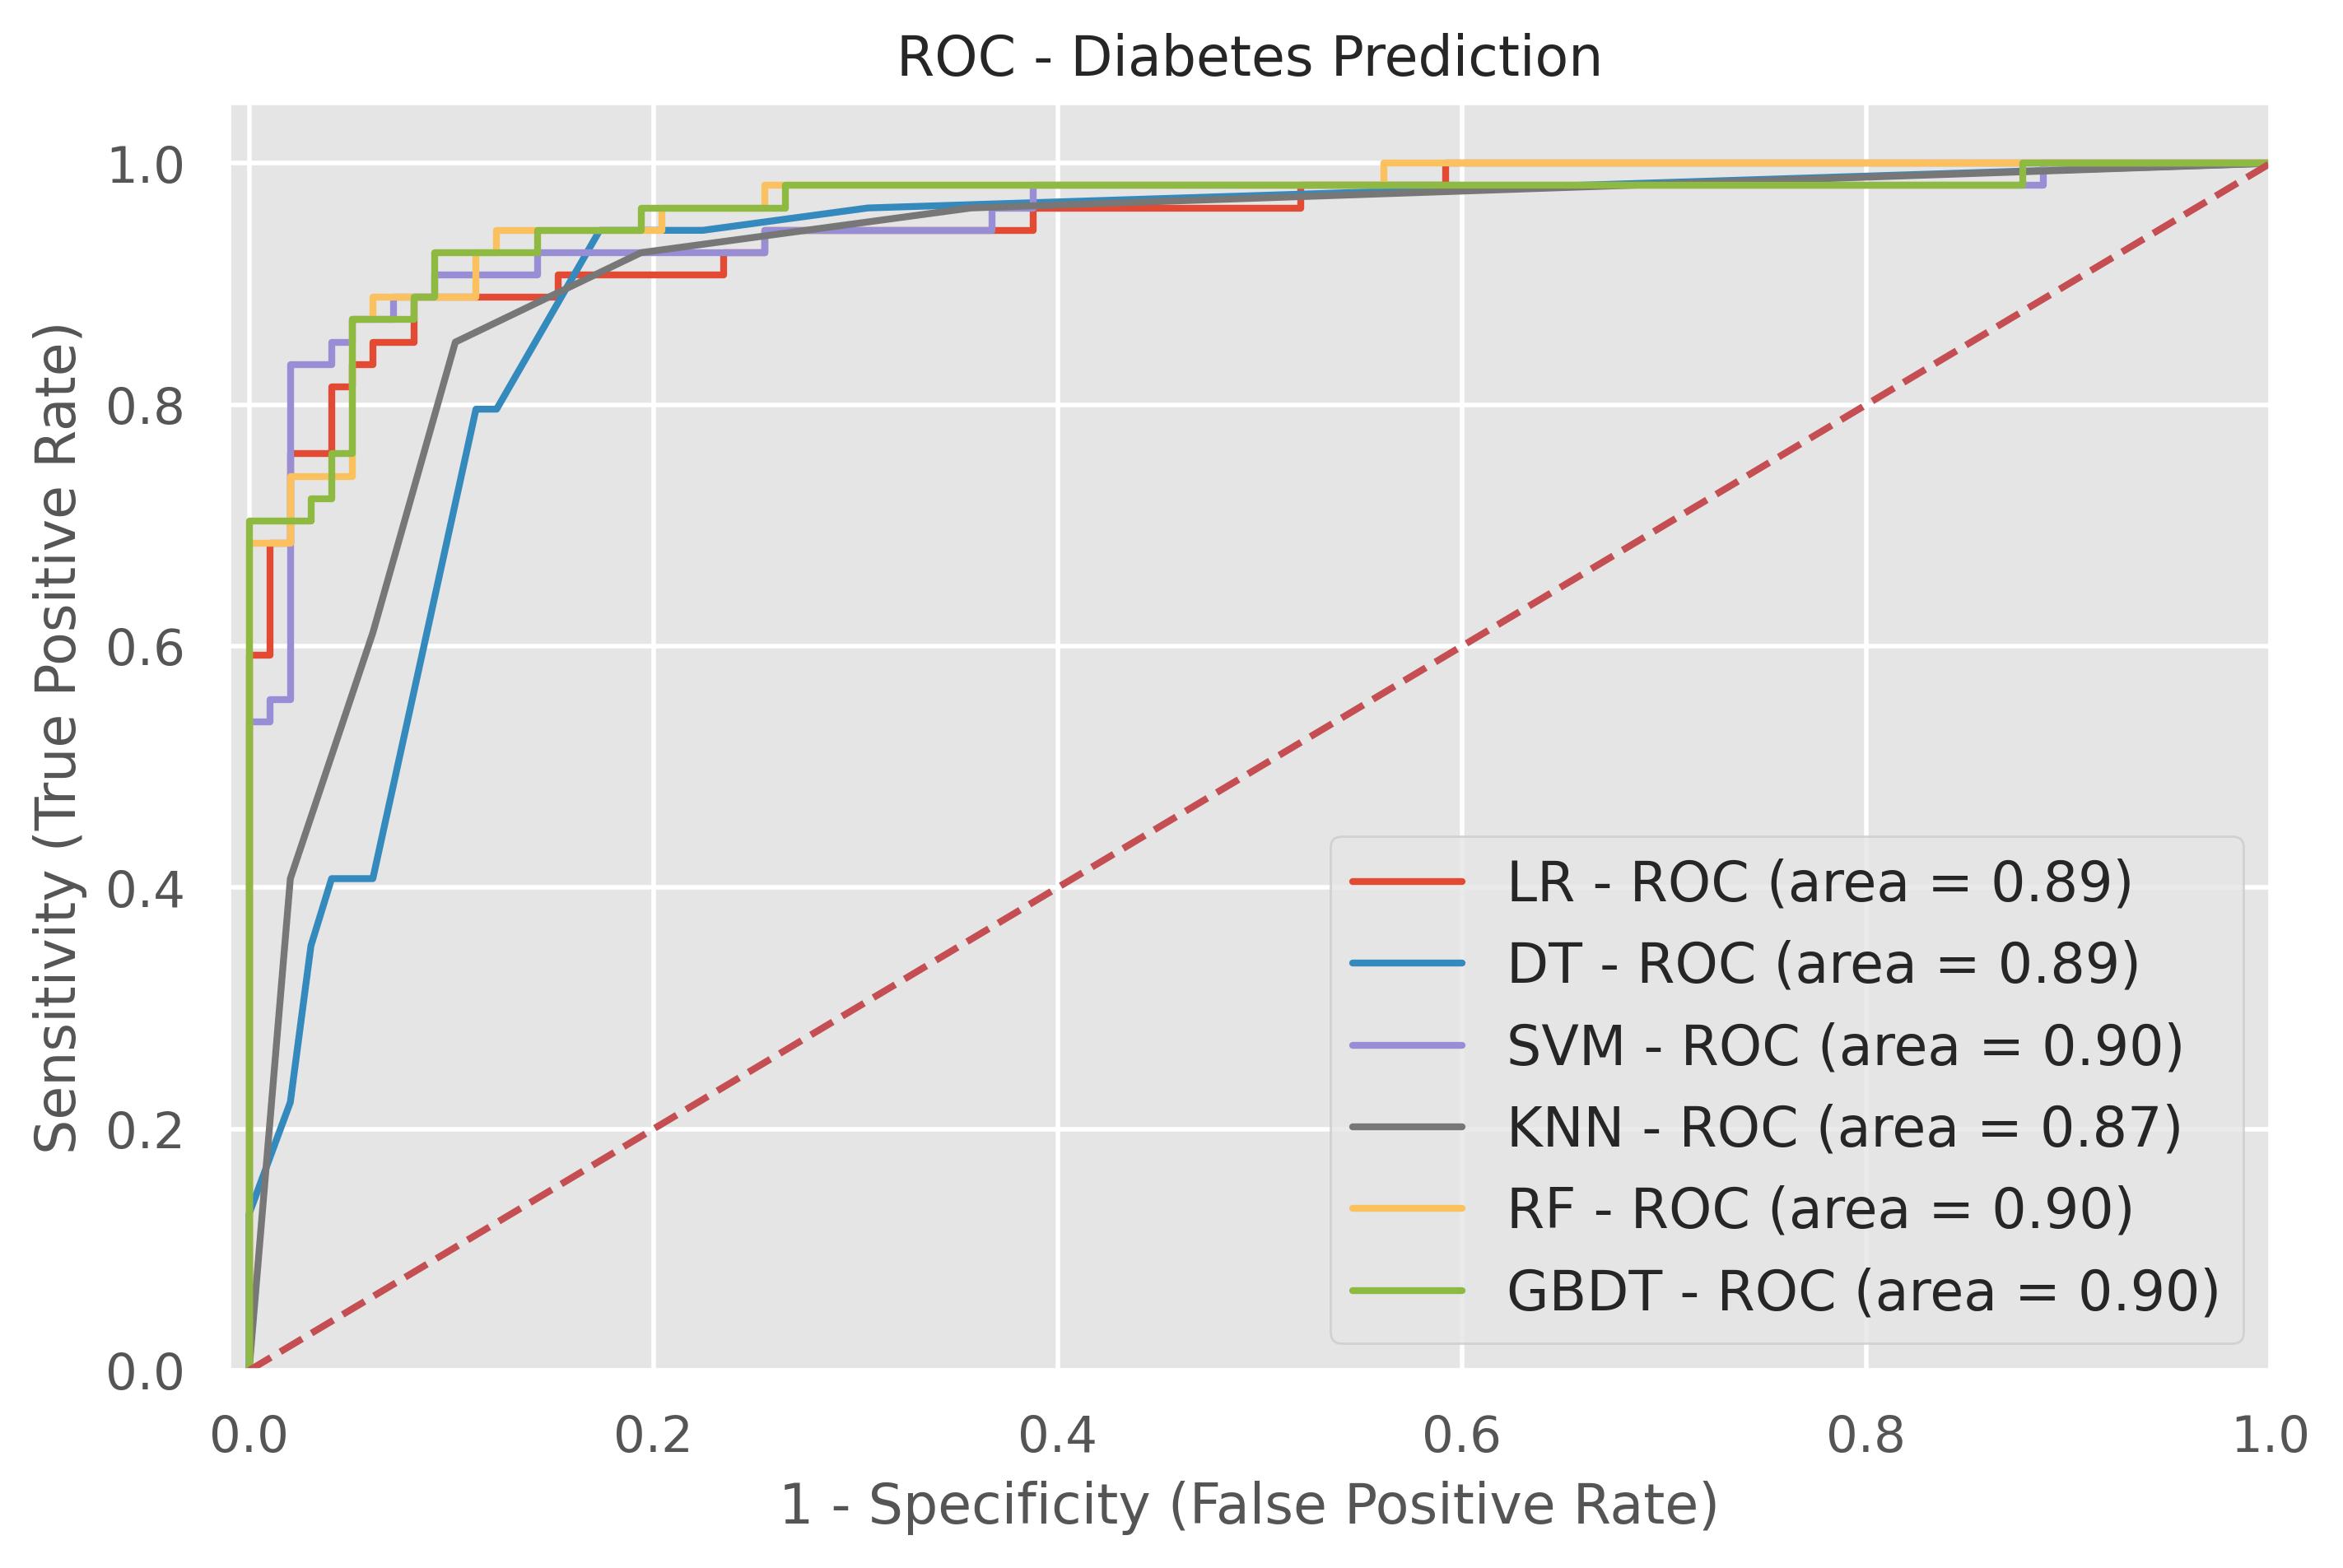 ROC - Diabetes Prediction
1.0
0.8
0.6
0.4
0.2
0.0
Sensitivity (True Positive Rate)
LR - ROC (area = 0.89)
DT - ROC (area = 0.89)
SVM - ROC (area = 0.90)
KNN - ROC (area = 0.87)
RF - ROC (area = 0.90)
GBDT - ROC (area = 0.90)
0.0 0.2 0.4 0.6 0.8 1.0
1 - Specificity (False Positive Rate)